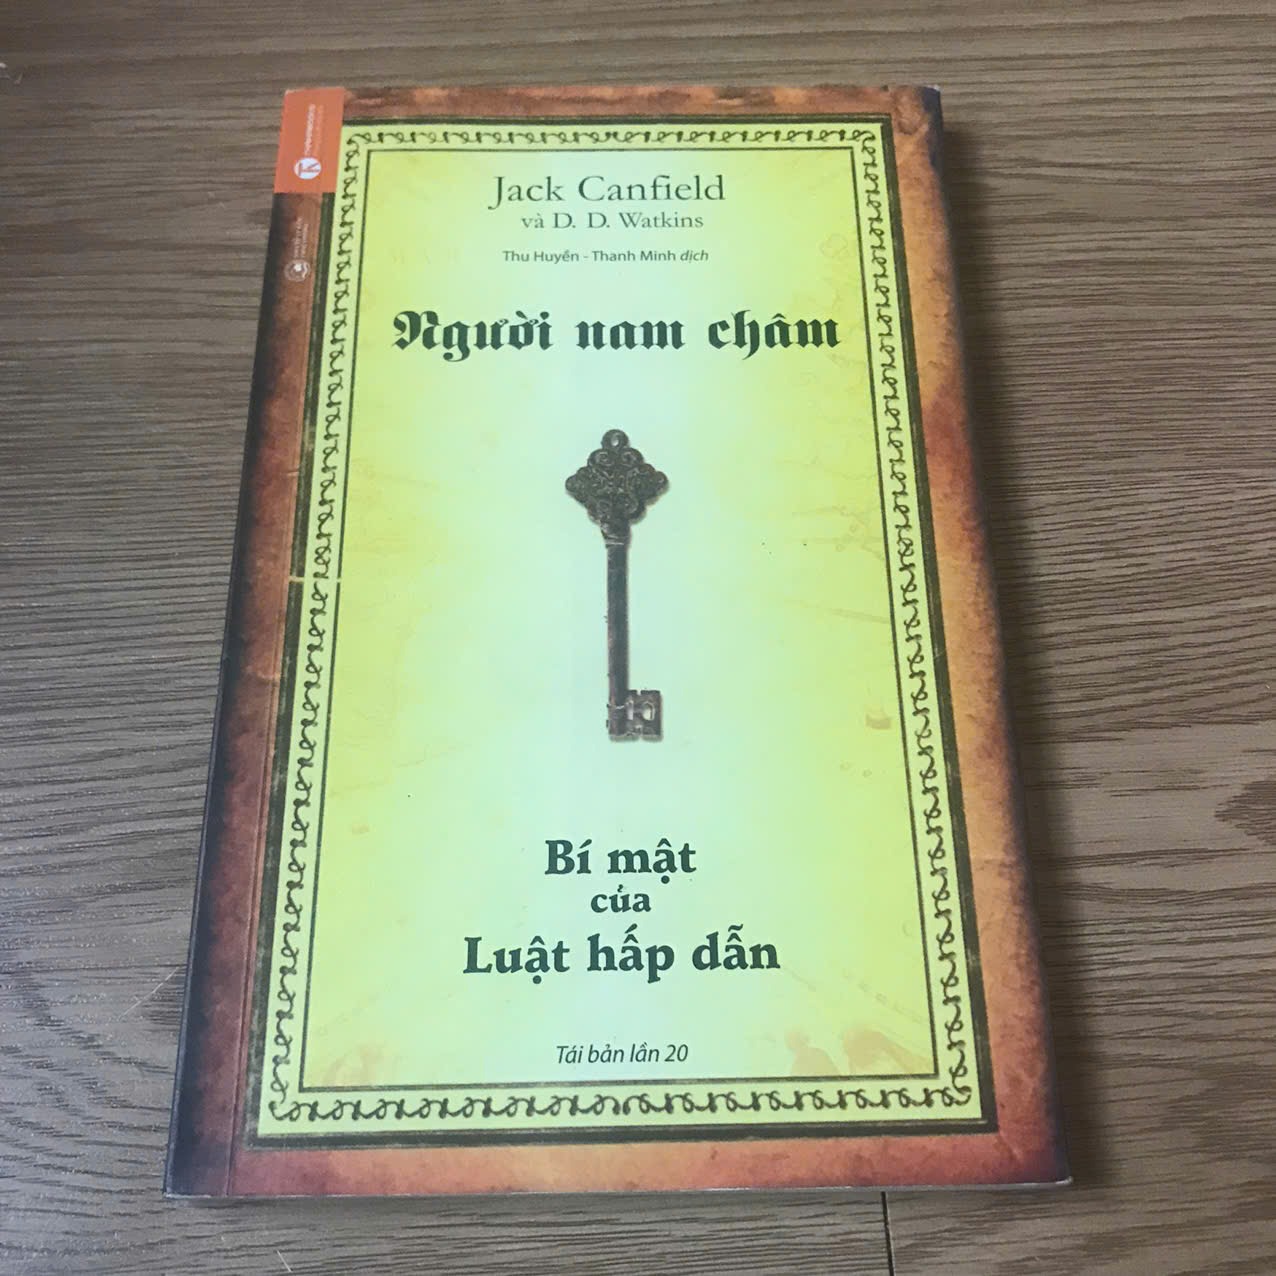 Jack Canfield
và D. D. Watkins
Thu Huyền - Thanh Minh dịch
Người nam châm
Bí mật
của
Luật hấp dẫn
Tái bản lần 20